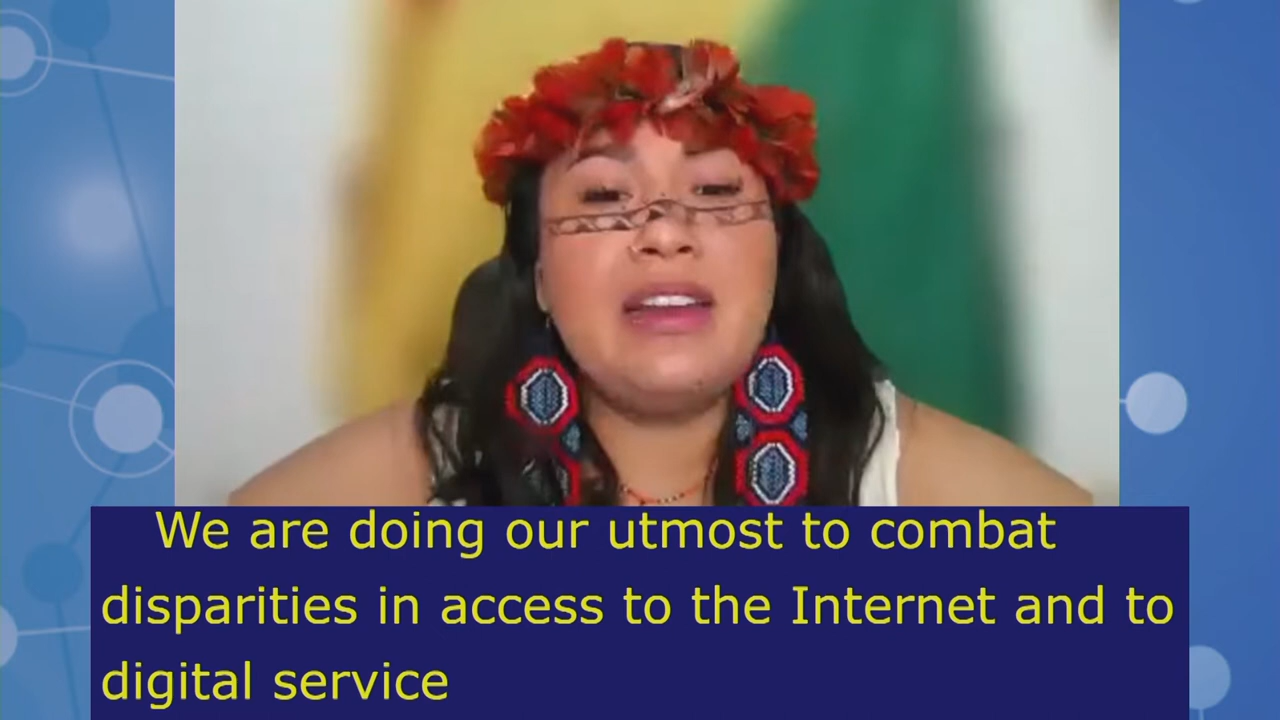 We are doing our utmost to combat
disparities in access to the Internet and to
digital service